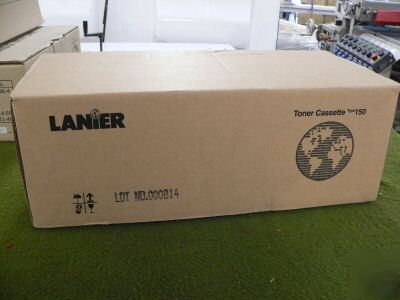 LANiER
Toner Cassette Type 150
LOT NO.000814